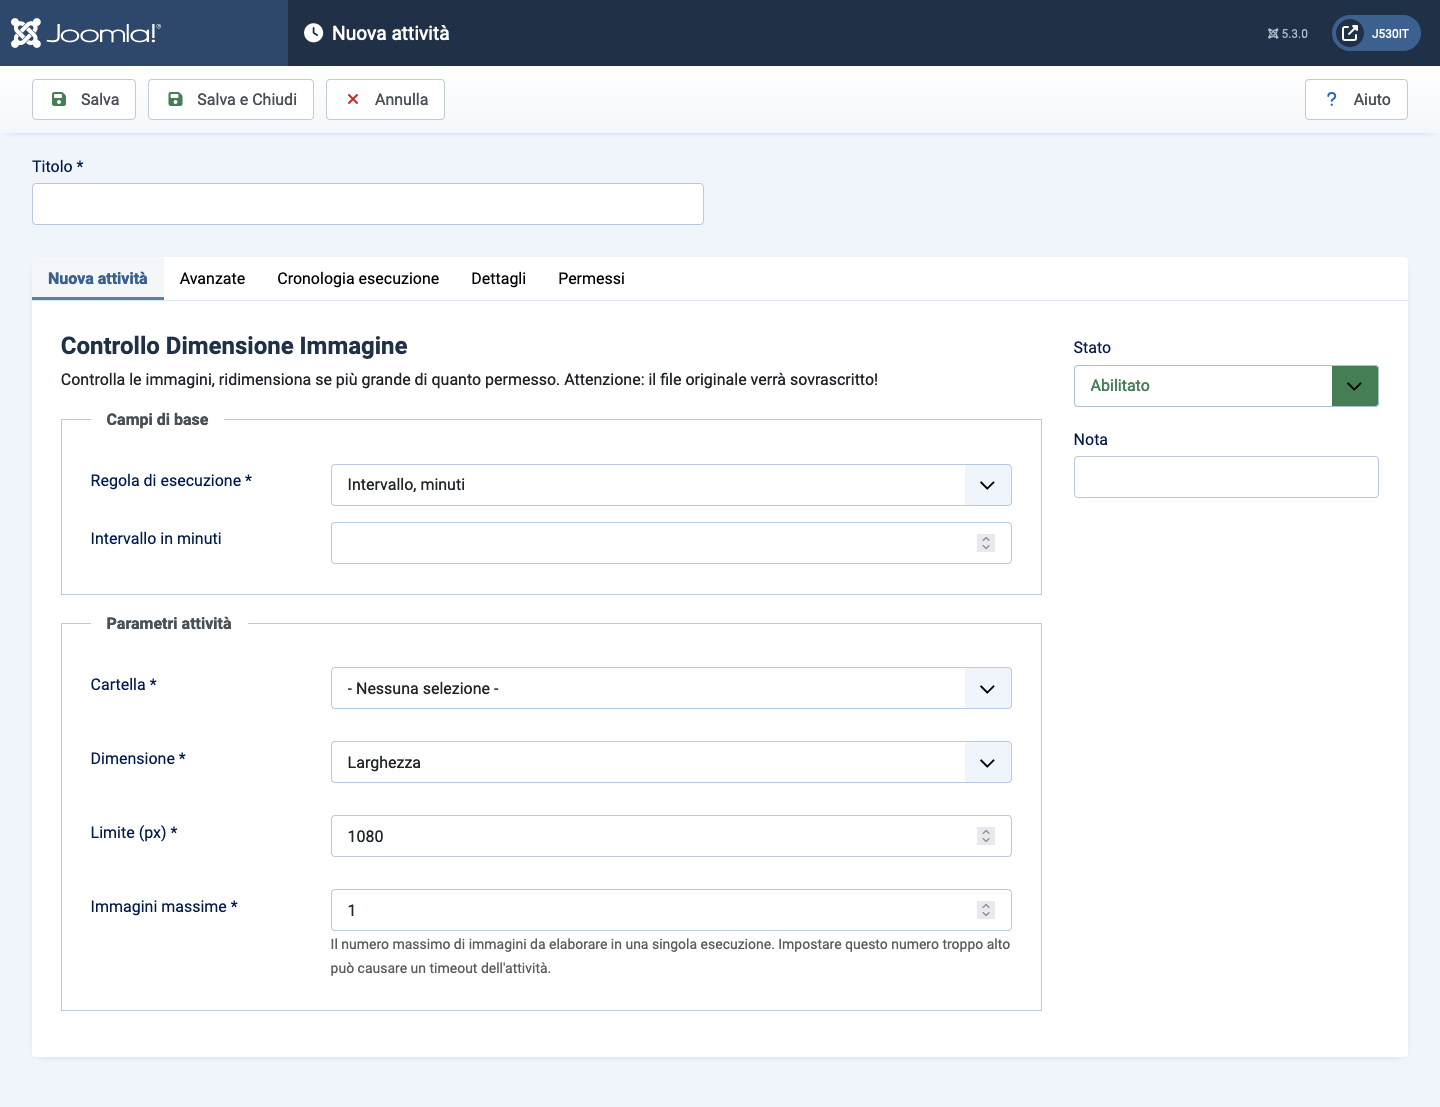 Joomla!®
Nuova attività
5.3.0
J530IT
Salva
Salva e Chiudi
Annulla
? Aiuto
Titolo *
Nuova attività
Avanzate
Cronologia esecuzione
Dettagli
Permessi
Controllo Dimensione Immagine
Controlla le immagini, ridimensiona se più grande di quanto permesso. Attenzione: il file originale verrà sovrascritto!
Campi di base
Regola di esecuzione *
Intervallo, minuti
Intervallo in minuti
Parametri attività
Cartella *
- Nessuna selezione -
Dimensione *
Larghezza
Limite (px) *
1080
Immagini massime *
1
Il numero massimo di immagini da elaborare in una singola esecuzione. Impostare questo numero troppo alto
può causare un timeout dell'attività.
Stato
Abilitato
Nota